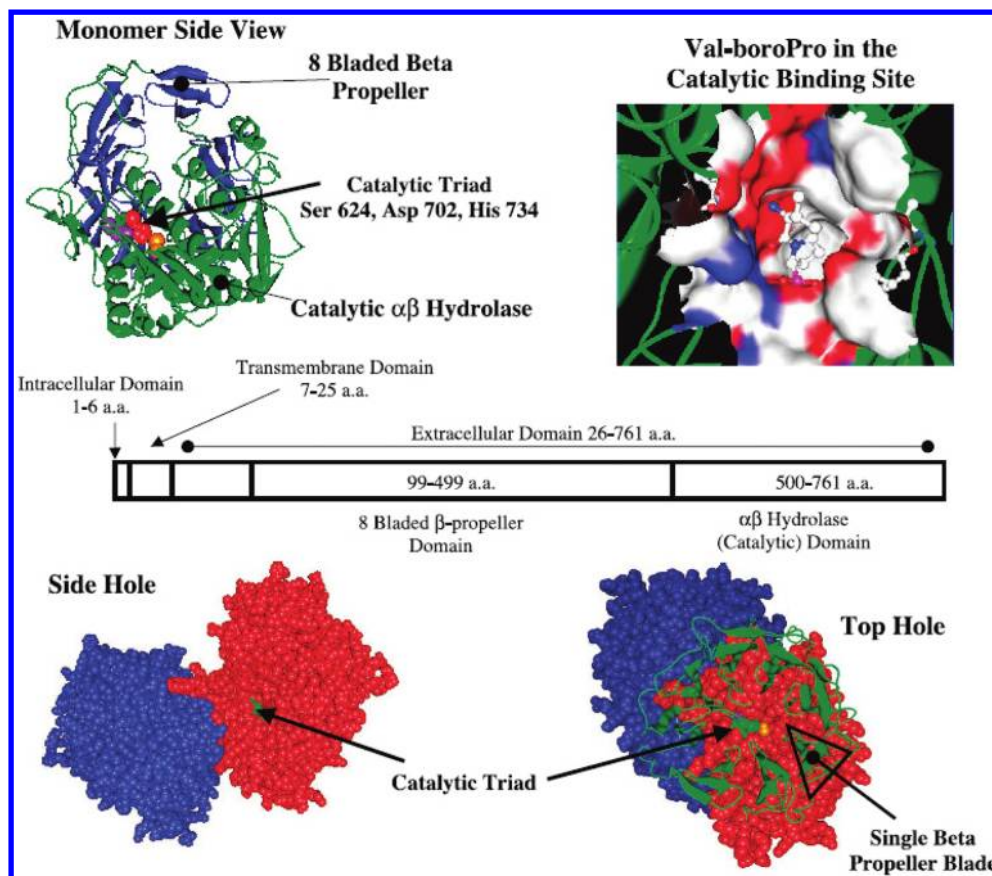 Monomer Side View
8 Bladed Beta
Propeller
Catalytic Triad
Ser 624, Asp 702, His 734
Catalytic αβ Hydrolase
Val-boroPro in the
Catalytic Binding Site
Intracellular Domain
1-6 a.a.
Transmembrane Domain
7-25 a.a.
Extracellular Domain 26-761 a.a.
99-499 a.a.
500-761 a.a.
8 Bladed β-propeller
Domain
αβ Hydrolase
(Catalytic) Domain
Side Hole
Top Hole
Catalytic Triad
Single Beta
Propeller Blade